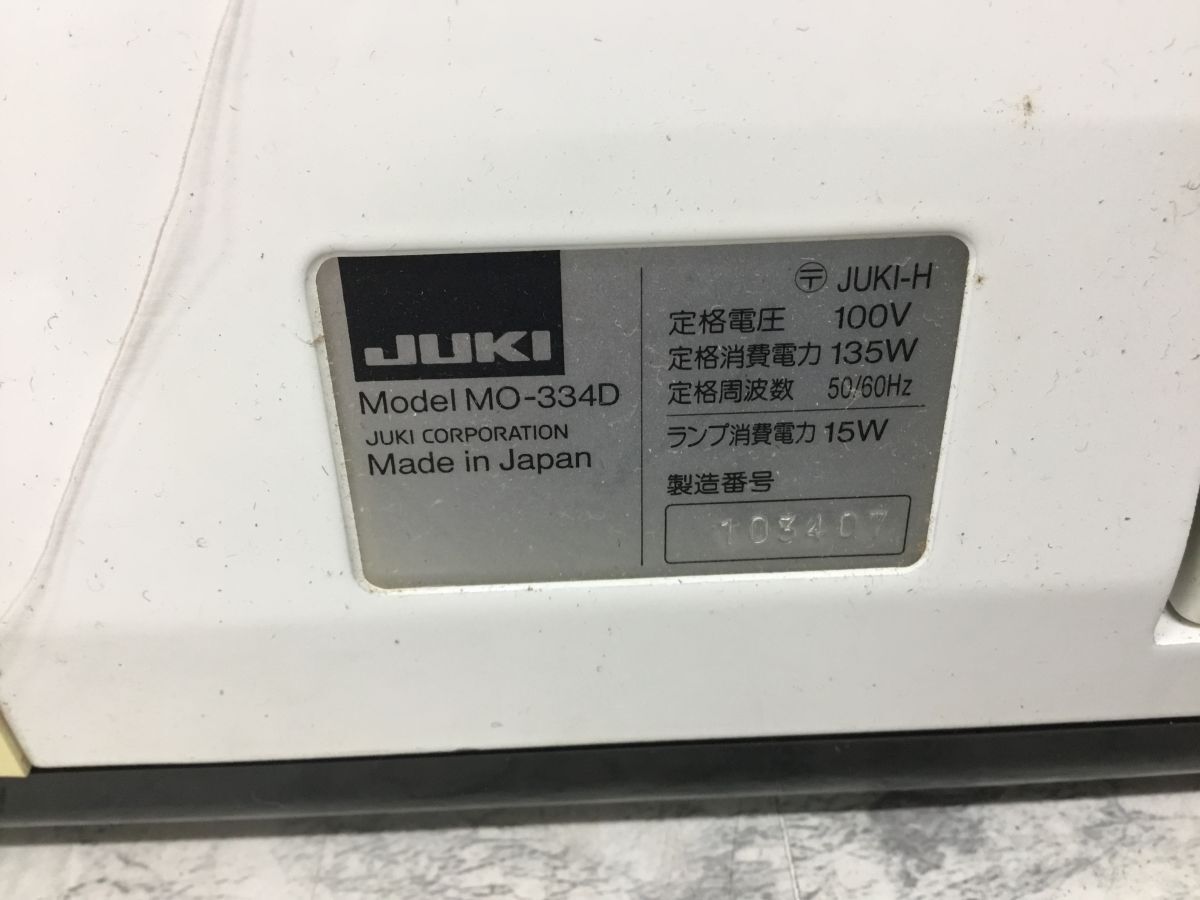 JUKI
Model MO-334D
JUKI CORPORATION
Made in Japan
〶 JUKI-H
定格電圧 100V
定格消費電力 135W
定格周波数 50/60Hz
ランプ消費電力 15W
製造番号
103407